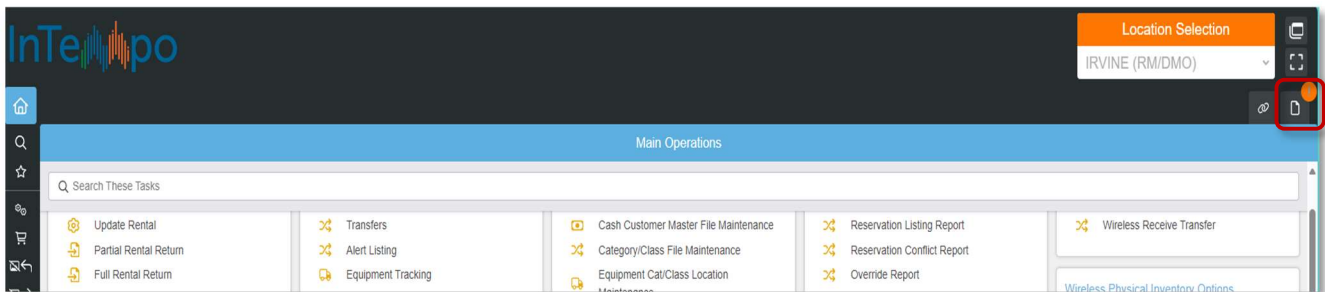 InTempo
Location Selection
IRVINE (RM/DMO)
Main Operations
Search These Tasks
Update Rental
Partial Rental Return
Full Rental Return
Transfers
Alert Listing
Equipment Tracking
Cash Customer Master File Maintenance
Category/Class File Maintenance
Equipment Cat/Class Location
Maintenance
Reservation Listing Report
Reservation Conflict Report
Override Report
Wireless Receive Transfer
Wireless Physical Inventory Options